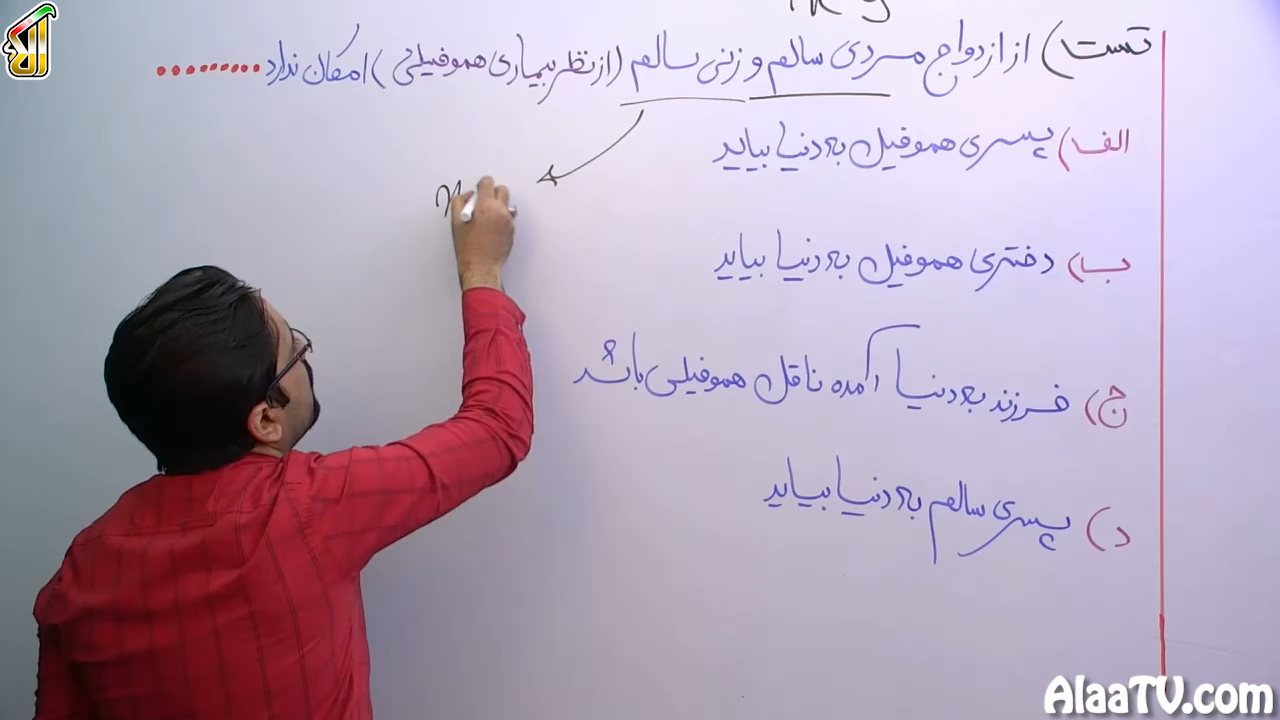 تست) از ازدواج مردی سالم و زنی سالم (از نظر بیماری هموفیلی) امکان ندارد .........
الف) پسری هموفیل به دنیا بیاید
ب) دختری هموفیل به دنیا بیاید
ج) فرزند به دنیا آمده ناقل هموفیلی باشد
د) پسری سالم به دنیا بیاید
آلاء
AlaaTV.com